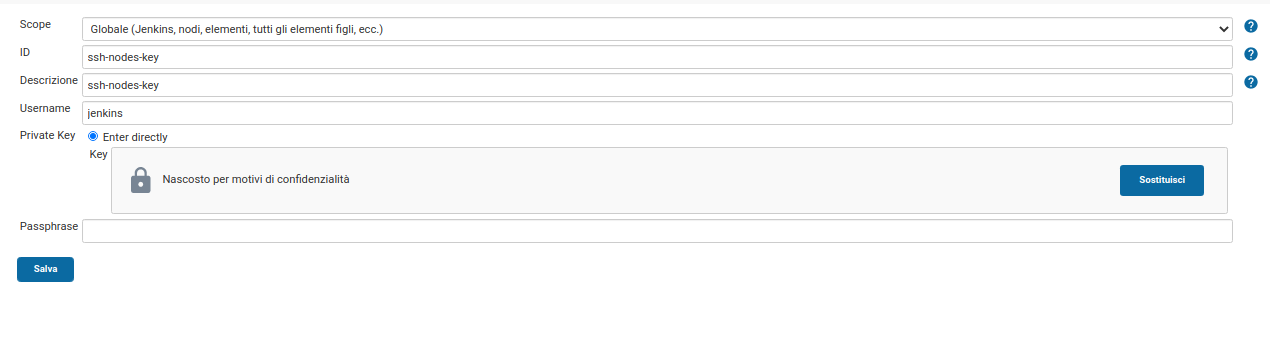 Scope
Globale (Jenkins, nodi, elementi, tutti gli elementi figli, ecc.)
?
ID
ssh-nodes-key
?
Descrizione
ssh-nodes-key
?
Username
jenkins
Private Key
Enter directly
Key
Nascosto per motivi di confidenzialità
Sostituisci
Passphrase
Salva